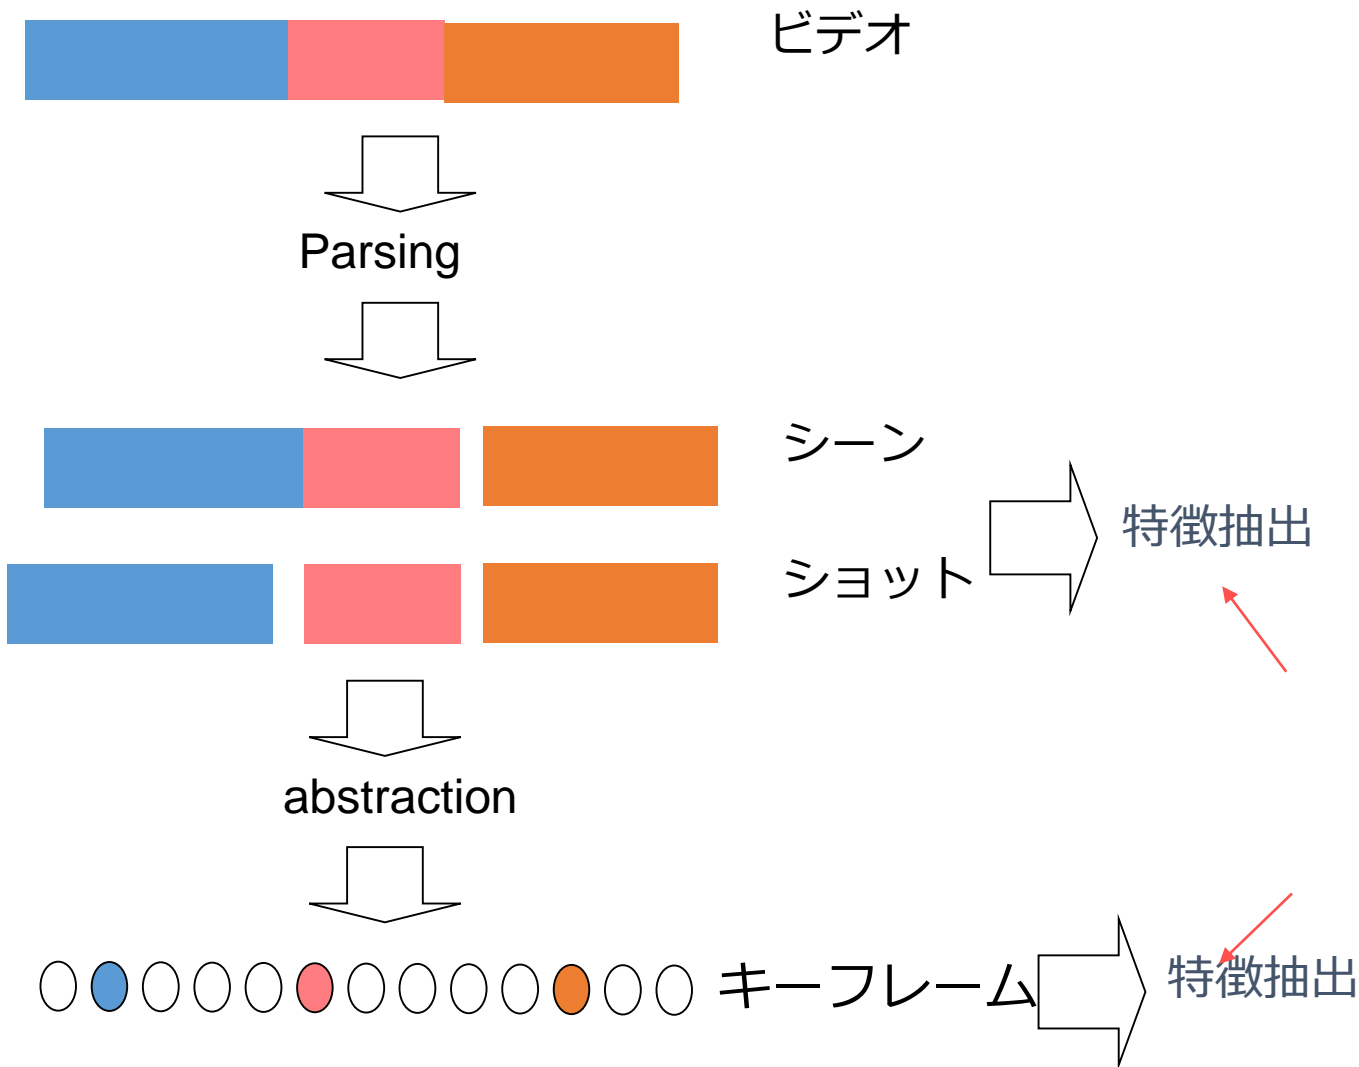 ビデオ
Parsing
シーン
特徴抽出
ショット
abstraction
キーフレーム
特徴抽出